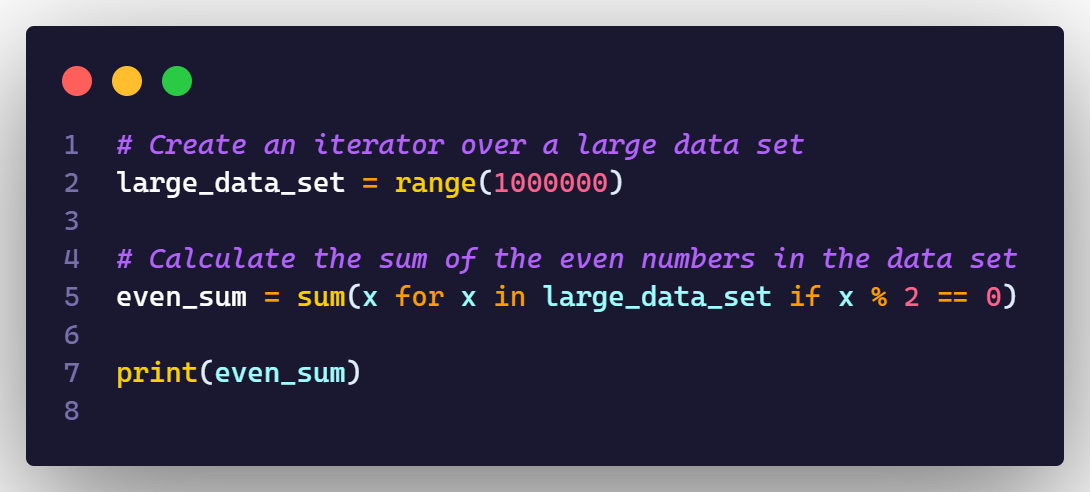 1 # Create an iterator over a large data set
2 large_data_set = range(1000000)
3
4 # Calculate the sum of the even numbers in the data set
5 even_sum = sum(x for x in large_data_set if x % 2 == 0)
6
7 print(even_sum)
8